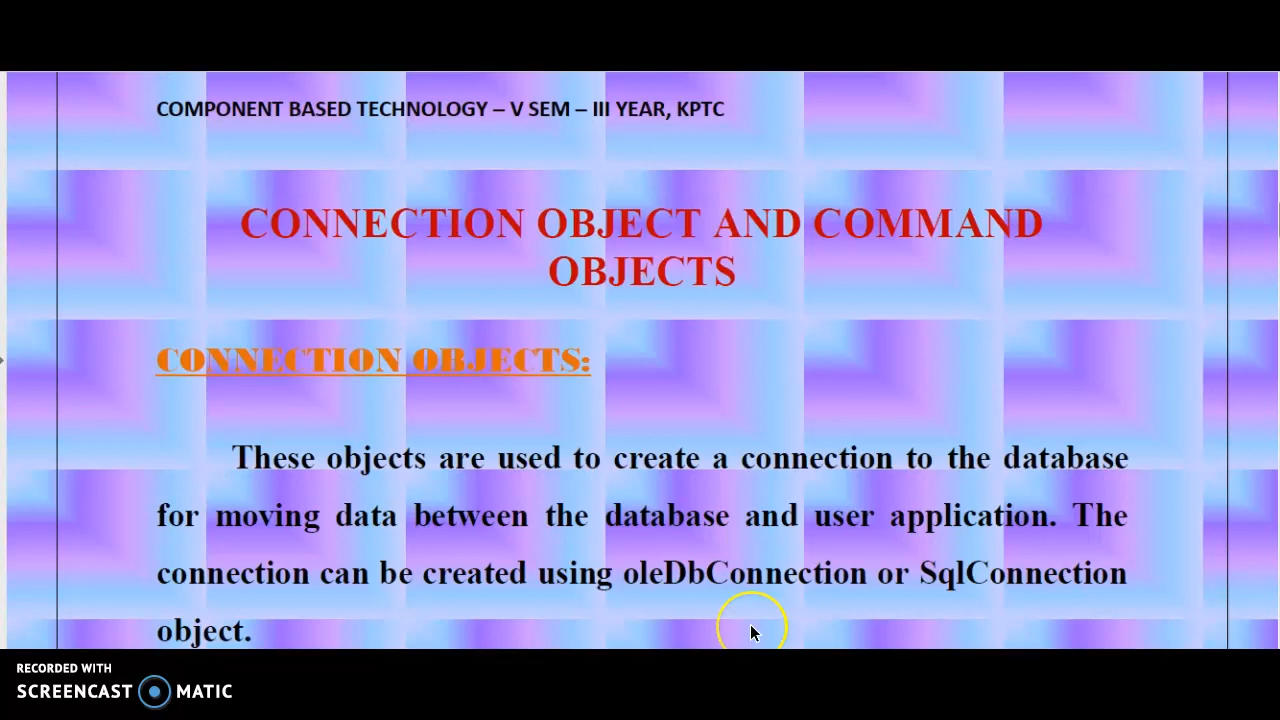 COMPONENT BASED TECHNOLOGY – V SEM – III YEAR, KPTC
CONNECTION OBJECT AND COMMAND
OBJECTS
CONNECTION OBJECTS:
These objects are used to create a connection to the database
for moving data between the database and user application. The
connection can be created using oleDbConnection or SqlConnection
object.
RECORDED WITH
SCREENCAST MATIC